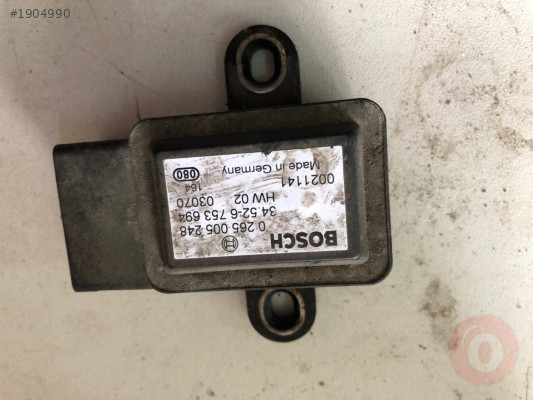 #1904990
BOSCH
0 265 005 248
34.52-6 753 694
HW 02 03070
0021141 164
Made in Germany 080